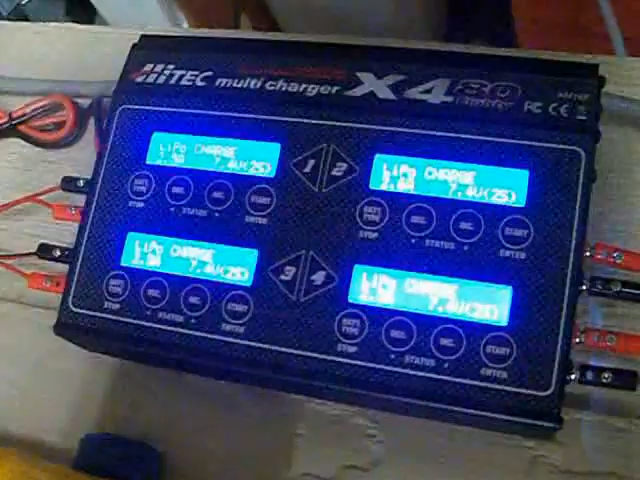 HiTEC multi charger X4 80
FC CE
LiPo CHARGE
7.4V(2S)
1 2
LiPo CHARGE
7.4V(2S)
BATT TYPE DEC. INC. START
STOP ◂ STATUS ▸ ENTER
BATT TYPE DEC. INC. START
STOP ◂ STATUS ▸ ENTER
LiPo CHARGE
7.4V(2S)
3 4
LiPo CHARGE
7.4V(2S)
BATT TYPE DEC. INC. START
STOP ◂ STATUS ▸ ENTER
BATT TYPE DEC. INC. START
STOP ◂ STATUS ▸ ENTER